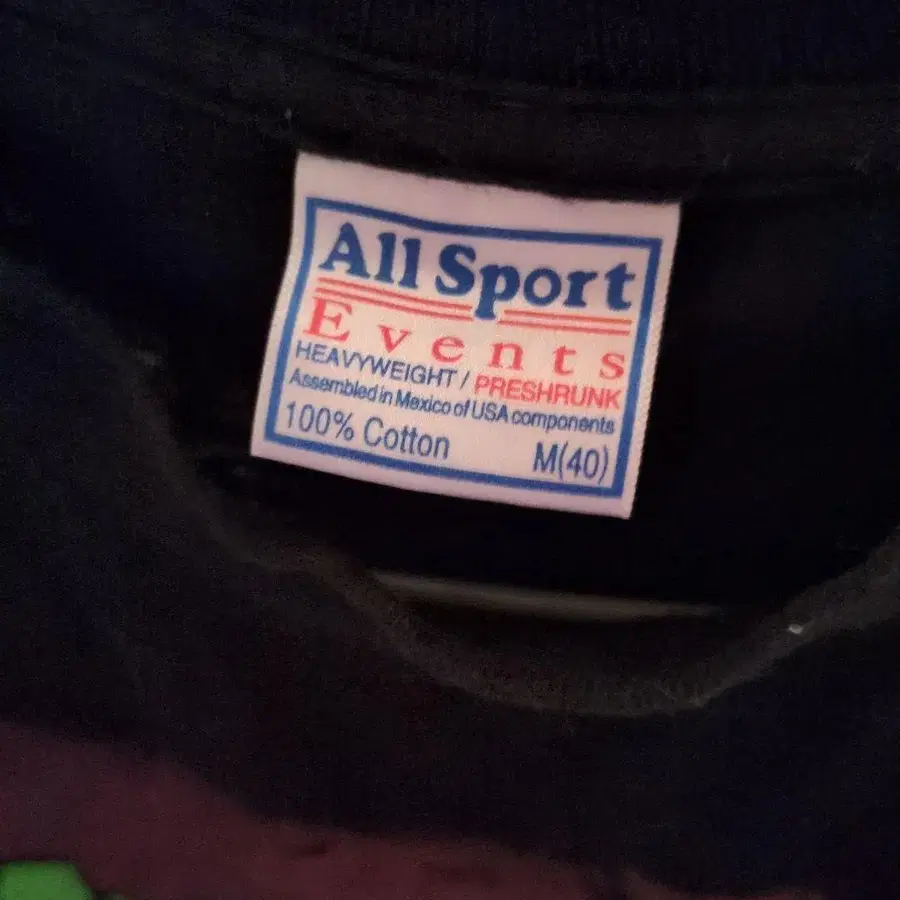 All Sport
Events
HEAVYWEIGHT / PRESHRUNK
Assembled in Mexico of USA components
100% Cotton M(40)